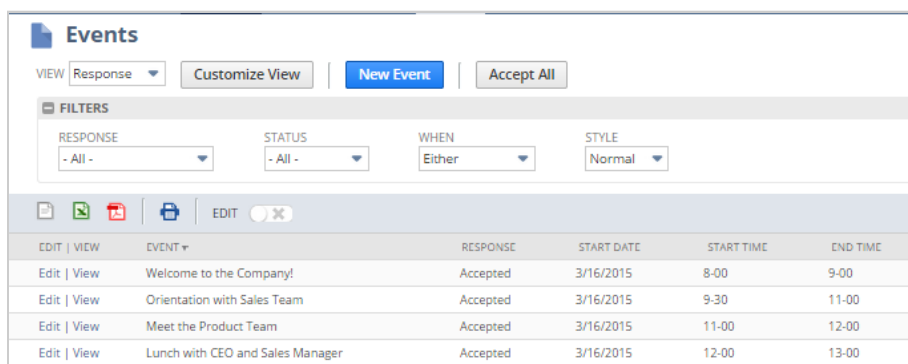 Events
VIEW Response Customize View New Event Accept All
FILTERS
RESPONSE STATUS WHEN STYLE
- All - - All - Either Normal
EDIT
EDIT | VIEW EVENT RESPONSE START DATE START TIME END TIME
Edit | View Welcome to the Company! Accepted 3/16/2015 8-00 9-00
Edit | View Orientation with Sales Team Accepted 3/16/2015 9-30 11-00
Edit | View Meet the Product Team Accepted 3/16/2015 11-00 12-00
Edit | View Lunch with CEO and Sales Manager Accepted 3/16/2015 12-00 13-00